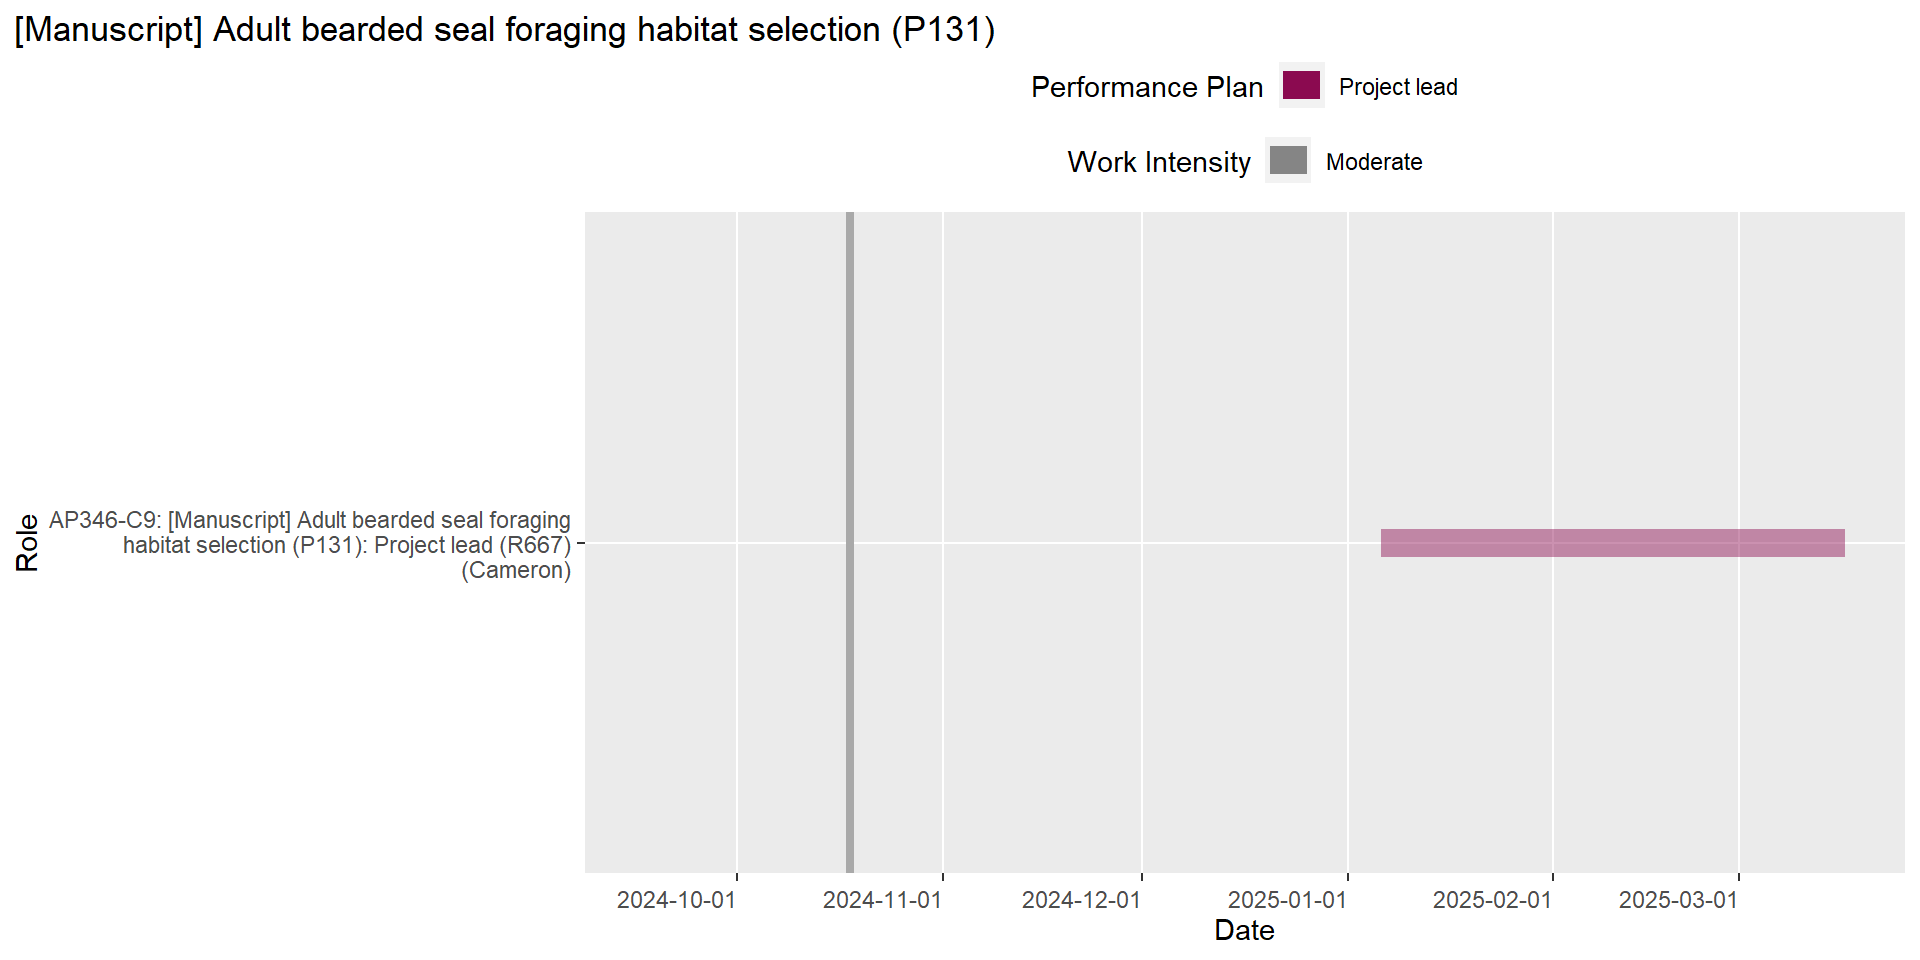 [Manuscript] Adult bearded seal foraging habitat selection (P131)
Performance Plan
Project lead
Work Intensity
Moderate
Role
AP346-C9: [Manuscript] Adult bearded seal foraging
habitat selection (P131): Project lead (R667)
(Cameron)
2024-10-01
2024-11-01
2024-12-01
2025-01-01
2025-02-01
2025-03-01
Date